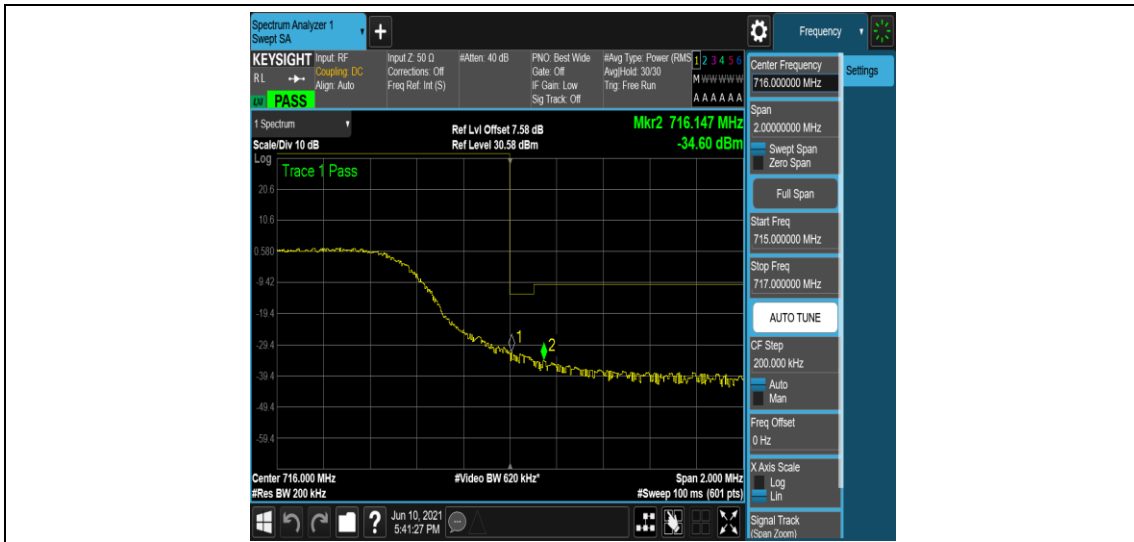 Spectrum Analyzer 1
Swept SA
+
Frequency
KEYSIGHT
RL
LXI PASS
Input: RF
Coupling: DC
Align: Auto
Input Z: 50 Ω
Corrections: Off
Freq Ref: Int (S)
#Atten: 40 dB
PNO: Best Wide
Gate: Off
IF Gain: Low
Sig Track: Off
#Avg Type: Power (RMS
Avg|Hold: 30/30
Trig: Free Run
1 2 3 4 5 6
M W W W W W
A A A A A A
1 Spectrum
Scale/Div 10 dB
Ref Lvl Offset 7.58 dB
Ref Level 30.58 dBm
Mkr2 716.147 MHz
-34.60 dBm
Log
Trace 1 Pass
20.6
10.6
0.580
-9.42
-19.4
-29.4
-39.4
-49.4
-59.4
1
2
Center 716.000 MHz
#Res BW 200 kHz
#Video BW 620 kHz*
Span 2.000 MHz
#Sweep 100 ms (601 pts)
Center Frequency
716.000000 MHz
Settings
Span
2.00000000 MHz
Swept Span
Zero Span
Full Span
Start Freq
715.000000 MHz
Stop Freq
717.000000 MHz
AUTO TUNE
CF Step
200.000 kHz
Auto
Man
Freq Offset
0 Hz
X Axis Scale
Log
Lin
Signal Track
(Span Zoom)
?
Jun 10, 2021
5:41:27 PM